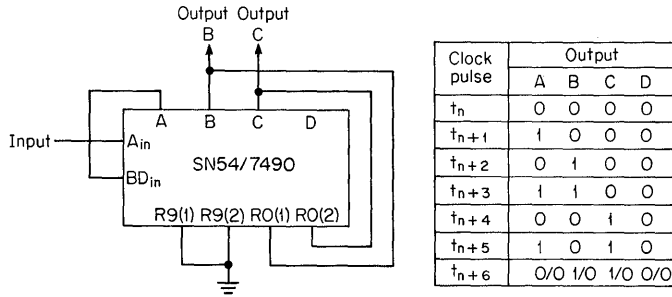 Output Output
B C
A B C D
Input
Ain
SN54/7490
BDin
R9(1) R9(2) R0(1) R0(2)
Clock pulse Output
A B C D
tn 0 0 0 0
tn+1 1 0 0 0
tn+2 0 1 0 0
tn+3 1 1 0 0
tn+4 0 0 1 0
tn+5 1 0 1 0
tn+6 0/0 1/0 1/0 0/0